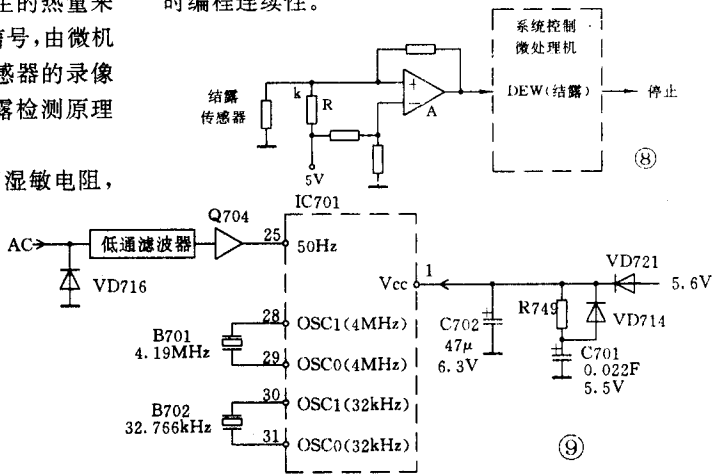 生的热量来
信号,由微机
感器的录像
露检测原理
湿敏电阻,
时编程连续性。
系统控制
微处理机
结露
传感器
k
R
+
−
A
DEW(结露)
停止
5V
⑧
IC701
AC
低通滤波器
Q704
25
50Hz
VD716
Vcc
1
VD721
5.6V
B701
4.19MHz
28
OSC1(4MHz)
29
OSC0(4MHz)
B702
32.766kHz
30
OSC1(32kHz)
31
OSC0(32kHz)
+
C702
47μ
6.3V
R749
VD714
+
C701
0.022F
5.5V
⑨